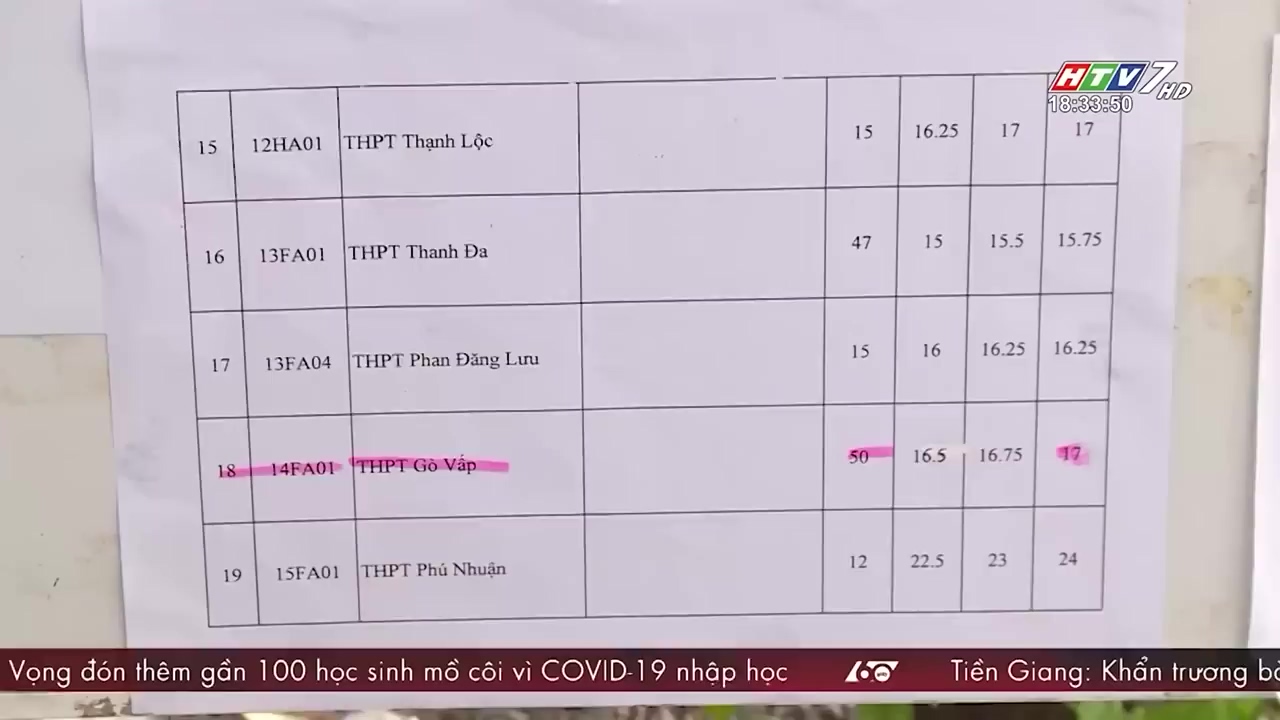 HTV7 HD
18:33:50
15 12HA01 THPT Thạnh Lộc 15 16.25 17 17
16 13FA01 THPT Thanh Đa 47 15 15.5 15.75
17 13FA04 THPT Phan Đăng Lưu 15 16 16.25 16.25
18 14FA01 THPT Gò Vấp 50 16.5 16.75 17
19 15FA01 THPT Phú Nhuận 12 22.5 23 24
Vọng đón thêm gần 100 học sinh mồ côi vì COVID-19 nhập học 60 Tiền Giang: Khẩn trương